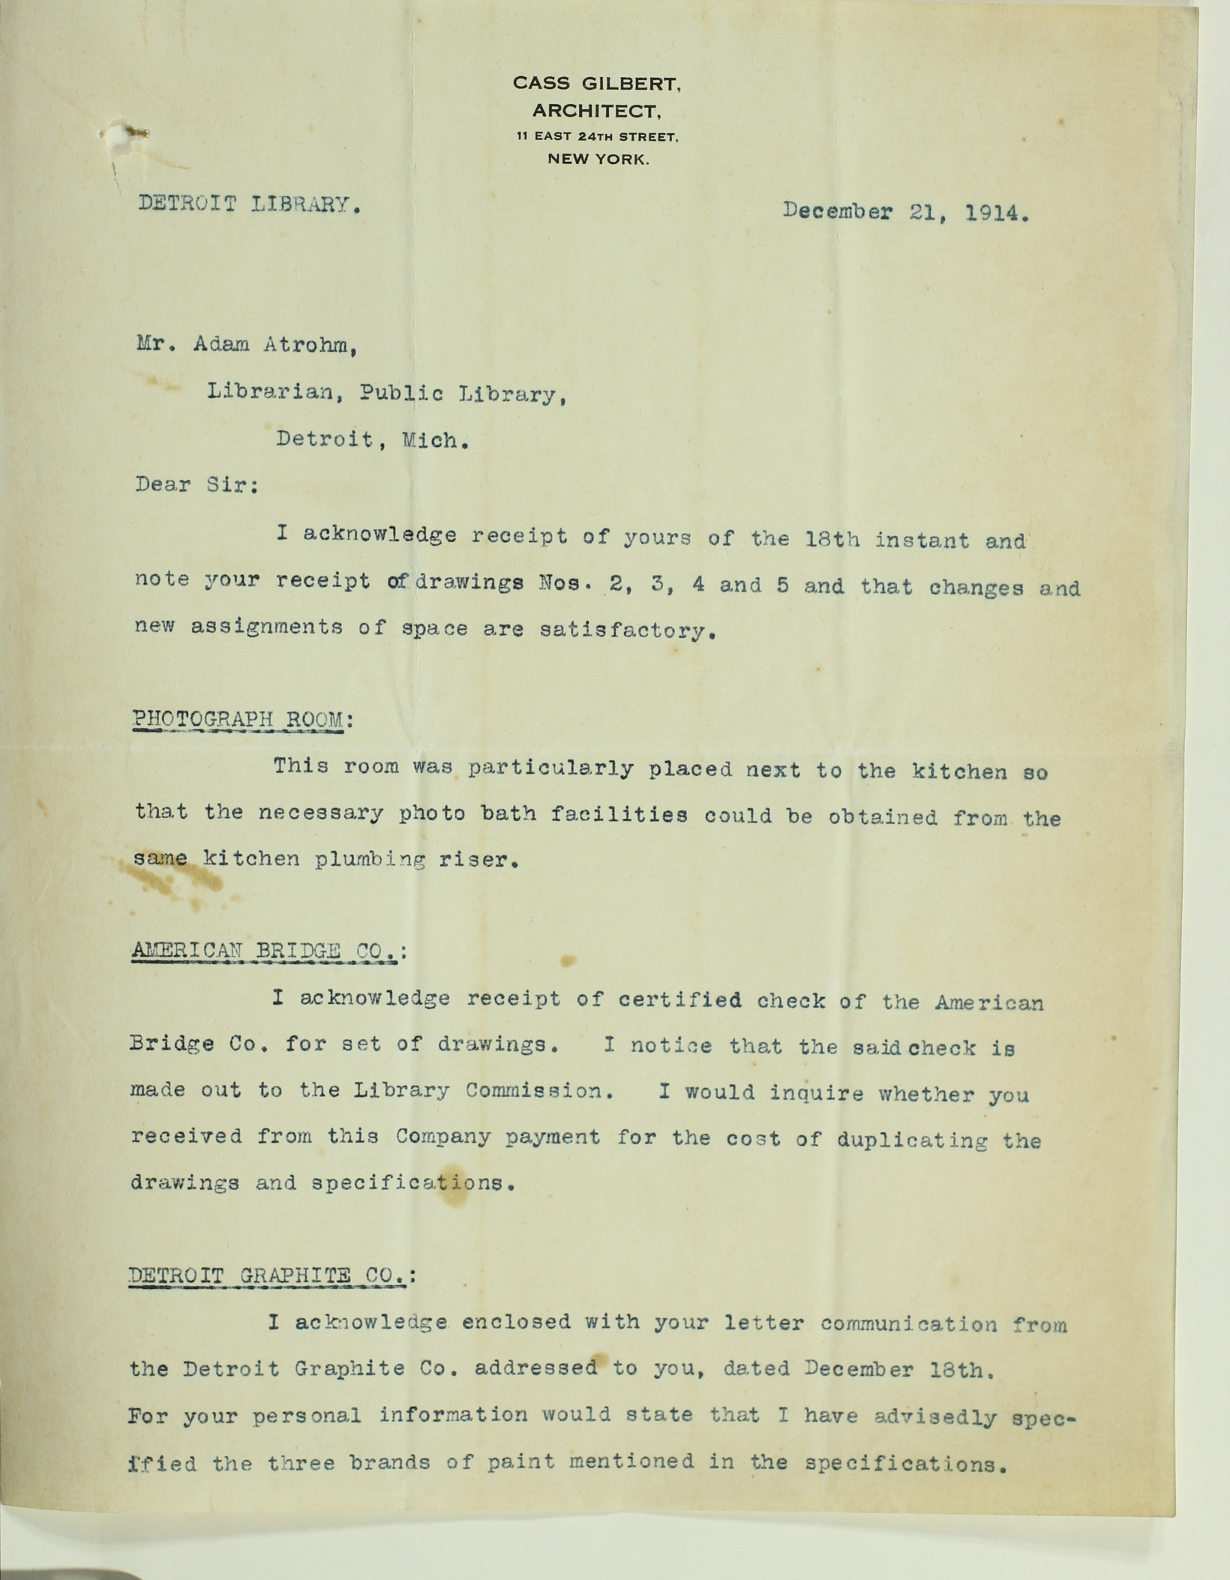 CASS GILBERT,
ARCHITECT,
11 EAST 24TH STREET,
NEW YORK.
DETROIT LIBRARY.
December 21, 1914.
Mr. Adam Atrohm,
Librarian, Public Library,
Detroit, Mich.
Dear Sir:
I acknowledge receipt of yours of the 18th instant and
note your receipt of drawings Nos. 2, 3, 4 and 5 and that changes and
new assignments of space are satisfactory.
PHOTOGRAPH ROOM:
This room was particularly placed next to the kitchen so
that the necessary photo bath facilities could be obtained from the
same kitchen plumbing riser.
AMERICAN BRIDGE CO.:
I acknowledge receipt of certified check of the American
Bridge Co. for set of drawings. I notice that the said check is
made out to the Library Commission. I would inquire whether you
received from this Company payment for the cost of duplicating the
drawings and specifications.
DETROIT GRAPHITE CO.:
I acknowledge enclosed with your letter communication from
the Detroit Graphite Co. addressed to you, dated December 18th.
For your personal information would state that I have advisedly spec-
ified the three brands of paint mentioned in the specifications.